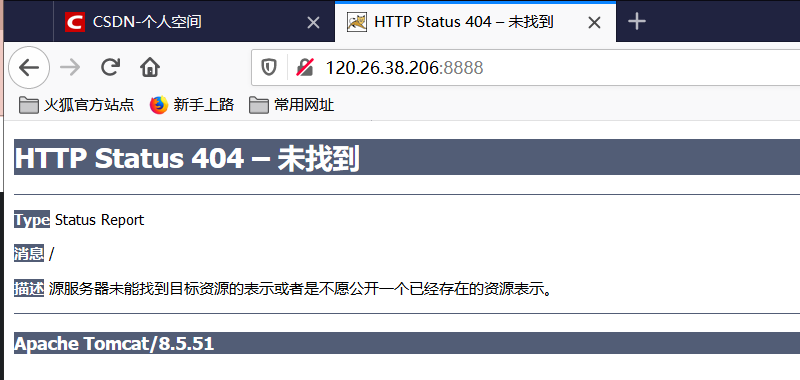 CSDN-个人空间
HTTP Status 404 – 未找到
120.26.38.206:8888
火狐官方站点 新手上路 常用网址
HTTP Status 404 – 未找到
Type Status Report
消息 /
描述 源服务器未能找到目标资源的表示或者是不愿公开一个已经存在的资源表示。
Apache Tomcat/8.5.51